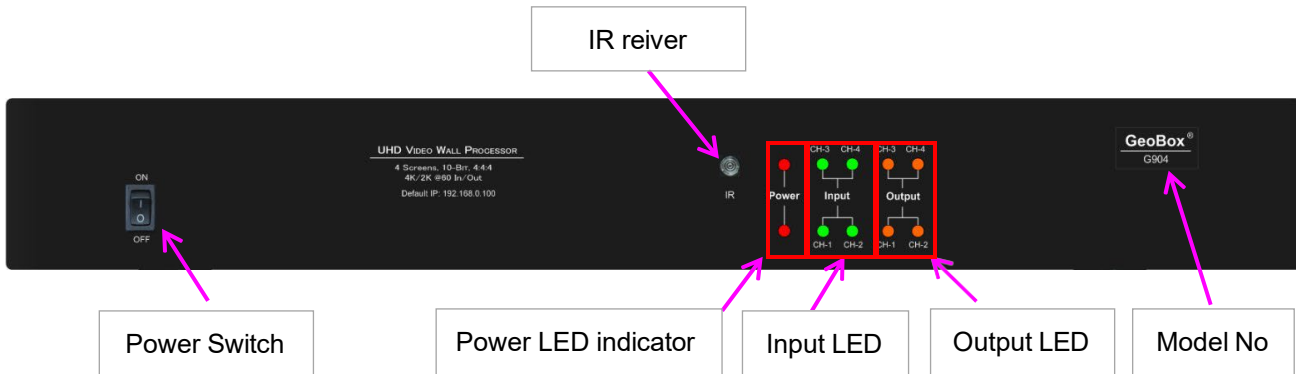 IR reiver
UHD VIDEO WALL PROCESSOR
4 Screens, 10-Bit, 4:4:4
4K/2K @60 In/Out
Default IP: 192.168.0.100
ON
I
O
OFF
IR
Power
CH-3 CH-4
Input
CH-1 CH-2
CH-3 CH-4
Output
CH-1 CH-2
GeoBox®
G904
Power Switch
Power LED indicator
Input LED
Output LED
Model No